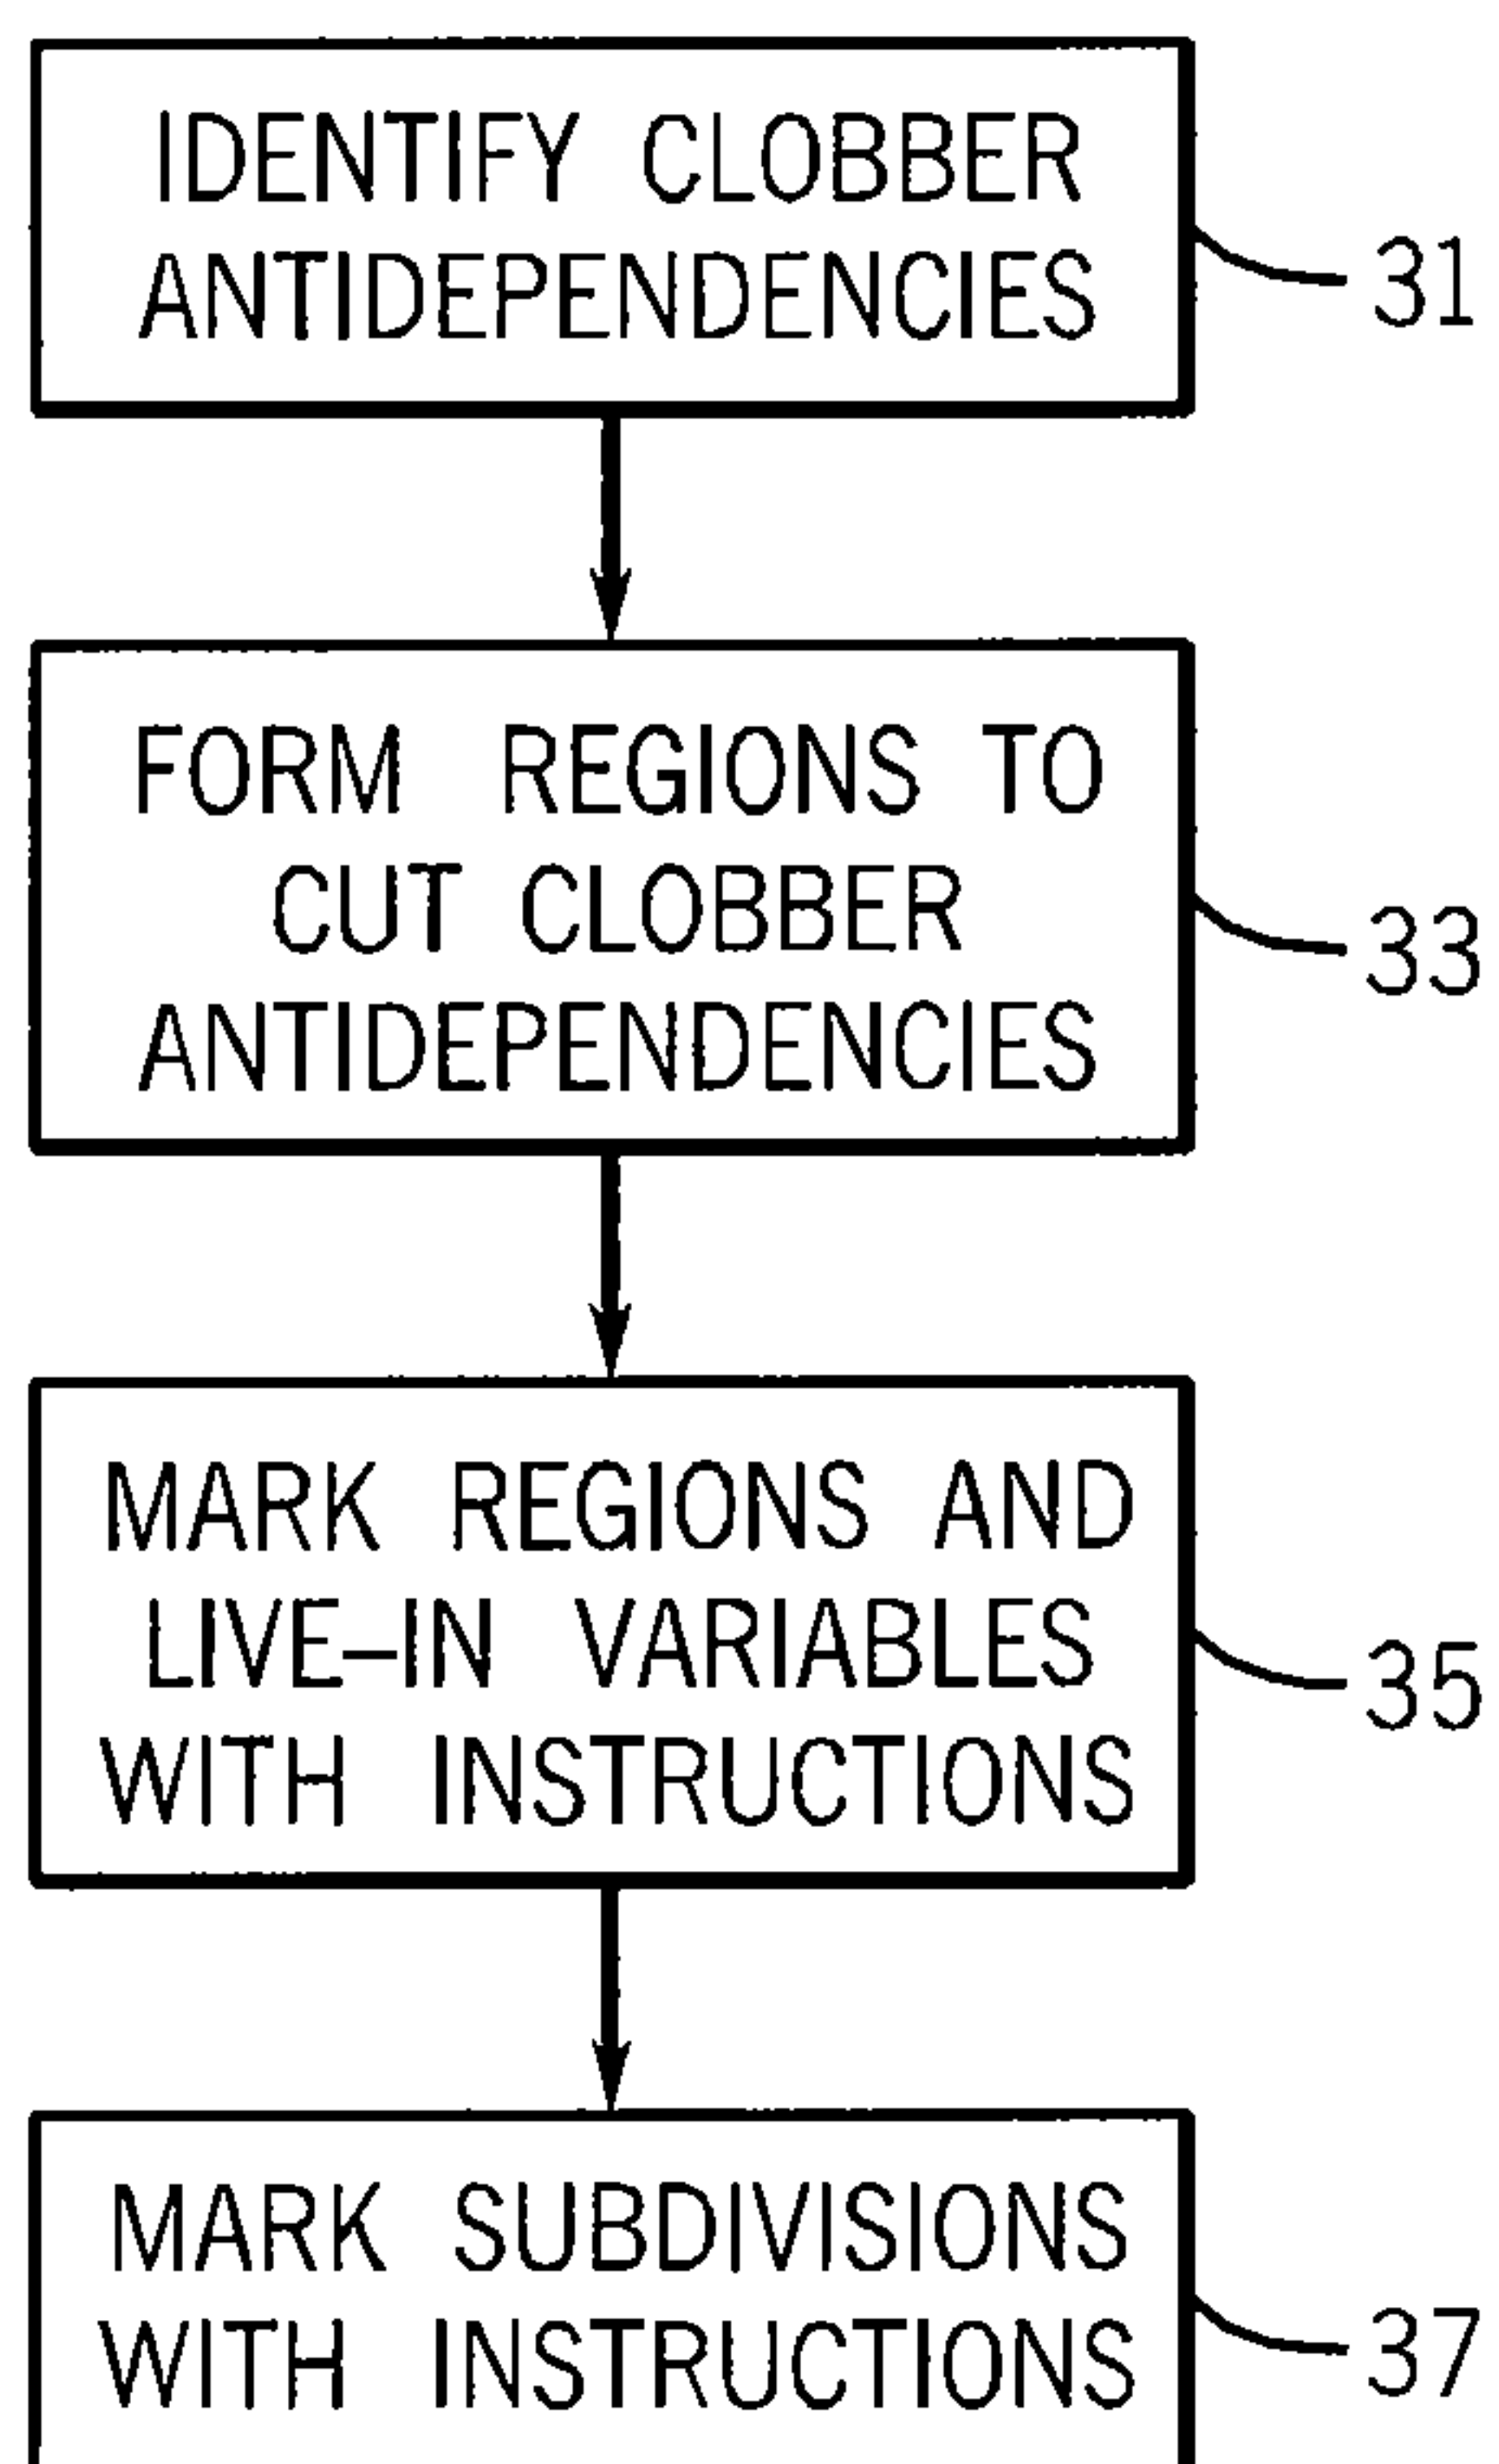 IDENTIFY CLOBBER
ANTIDEPENDENCIES
31
FORM REGIONS TO
CUT CLOBBER
ANTIDEPENDENCIES
33
MARK REGIONS AND
LIVE-IN VARIABLES
WITH INSTRUCTIONS
35
MARK SUBDIVISIONS
WITH INSTRUCTIONS
37